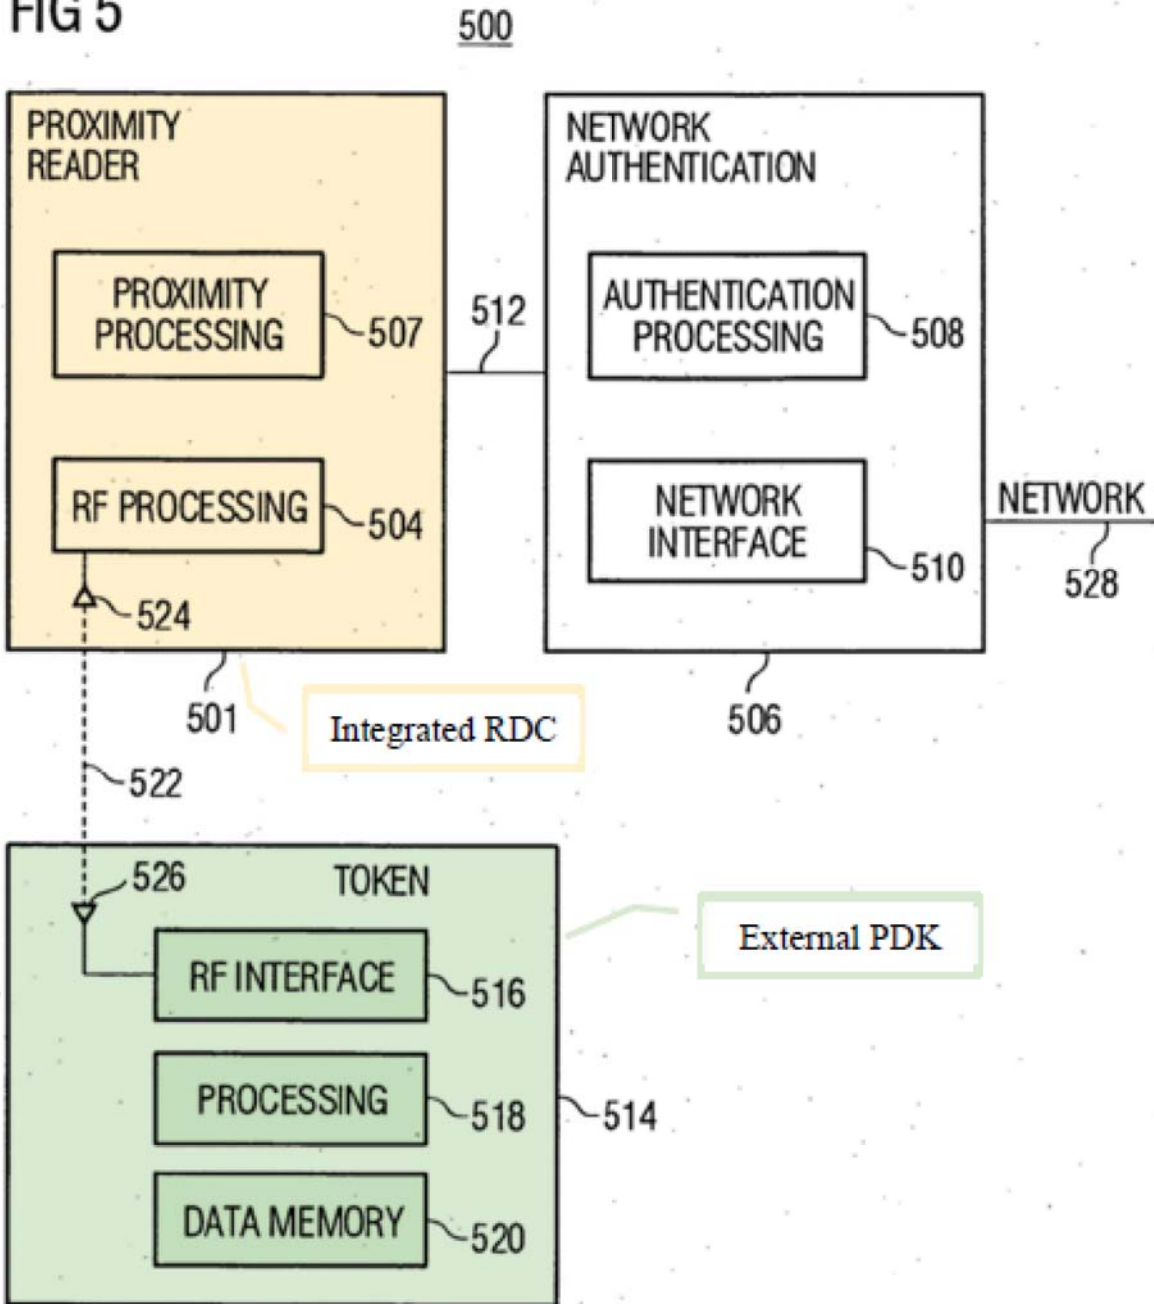 FIG 5
500
PROXIMITY
READER
PROXIMITY
PROCESSING
507
RF PROCESSING
504
524
501
512
NETWORK
AUTHENTICATION
AUTHENTICATION
PROCESSING
508
NETWORK
INTERFACE
510
506
NETWORK
528
Integrated RDC
522
526
TOKEN
RF INTERFACE
516
PROCESSING
518
514
DATA MEMORY
520
External PDK